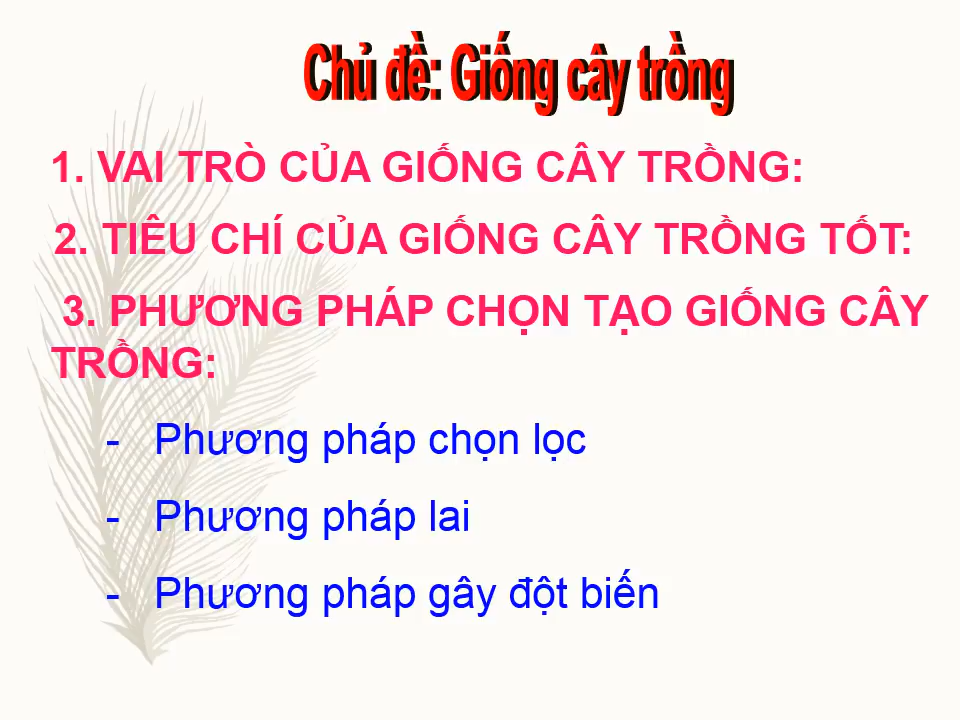 Chủ đề: Giống cây trồng
1. VAI TRÒ CỦA GIỐNG CÂY TRỒNG:
2. TIÊU CHÍ CỦA GIỐNG CÂY TRỒNG TỐT:
3. PHƯƠNG PHÁP CHỌN TẠO GIỐNG CÂY
TRỒNG:
- Phương pháp chọn lọc
- Phương pháp lai
- Phương pháp gây đột biến